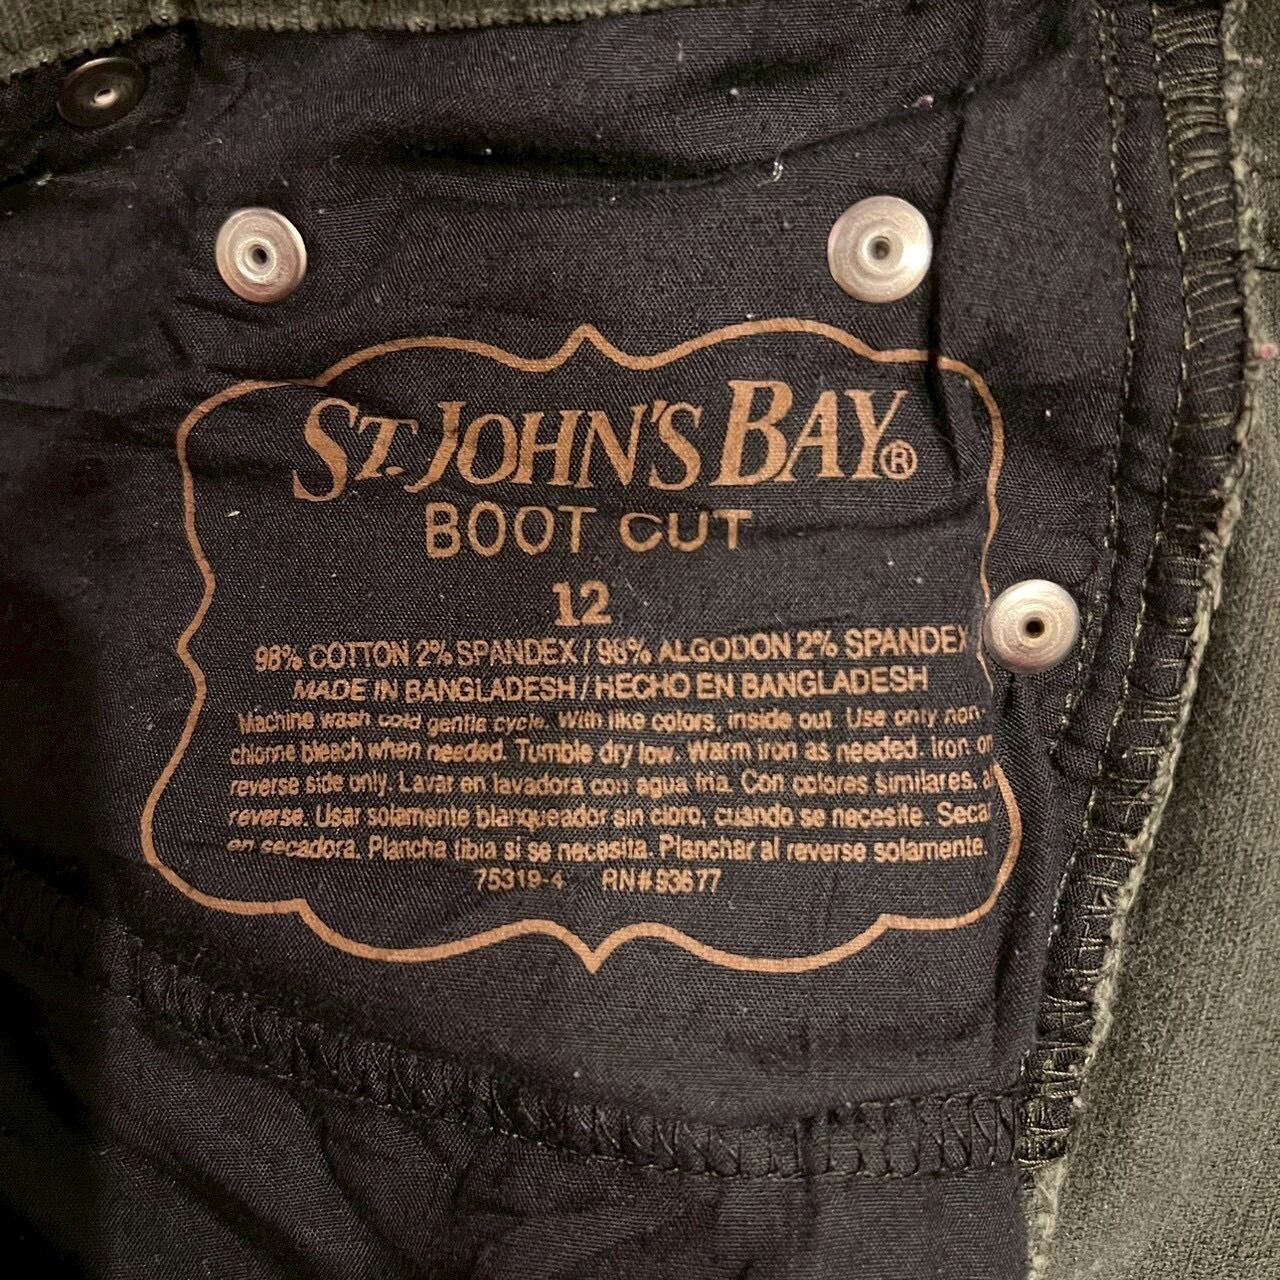 ST. JOHN'S BAY®
BOOT CUT
12
98% COTTON 2% SPANDEX / 98% ALGODON 2% SPANDEX
MADE IN BANGLADESH / HECHO EN BANGLADESH
Machine wash cold gentle cycle. With like colors, inside out. Use only non-
chlorine bleach when needed. Tumble dry low. Warm iron as needed. Iron on
reverse side only. Lavar en lavadora con agua fria. Con colores similares, al
reverse. Usar solamente blanqueador sin cloro, cuando se necesite. Secar
en secadora. Plancha tibia si se necesita. Planchar al reverse solamente.
75319-4 RN#93677